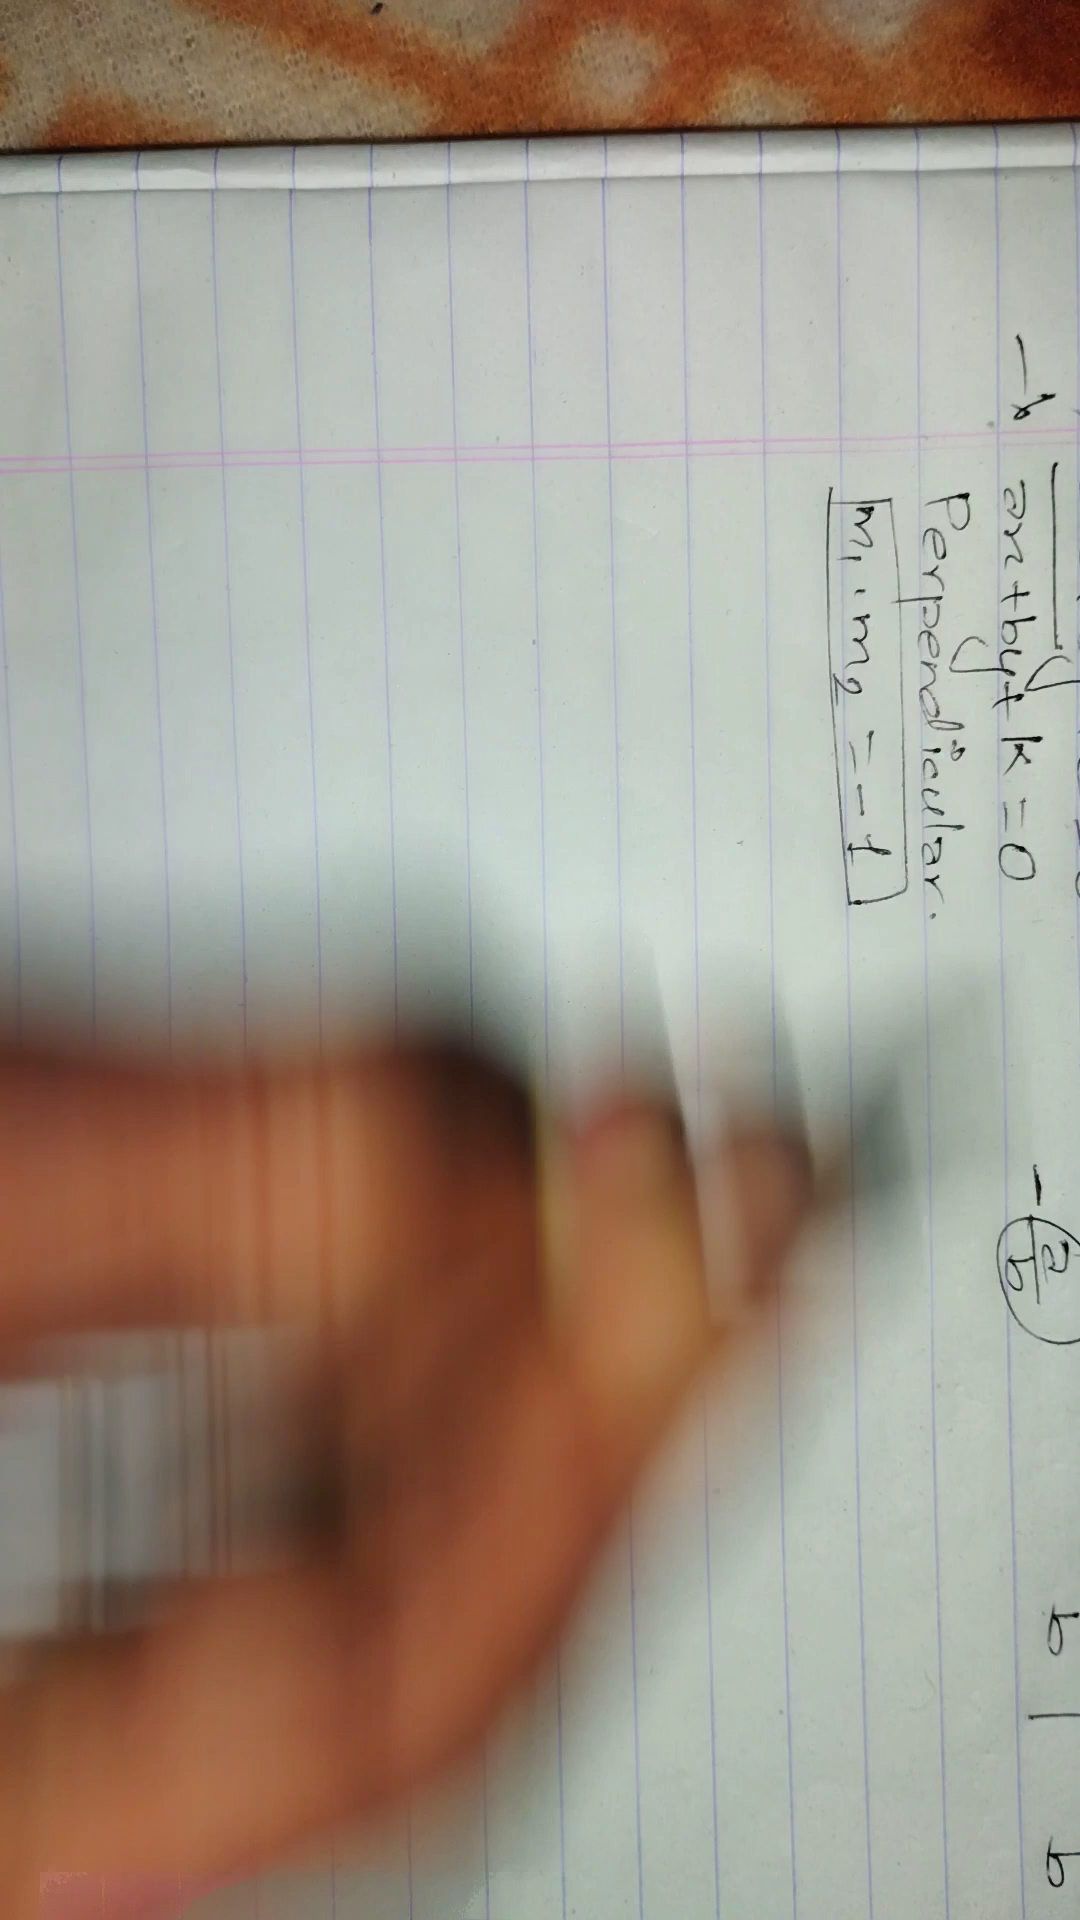 ax+by+k=0
-a/b
b b
Perpendicular.
m₁·m₂ = -1